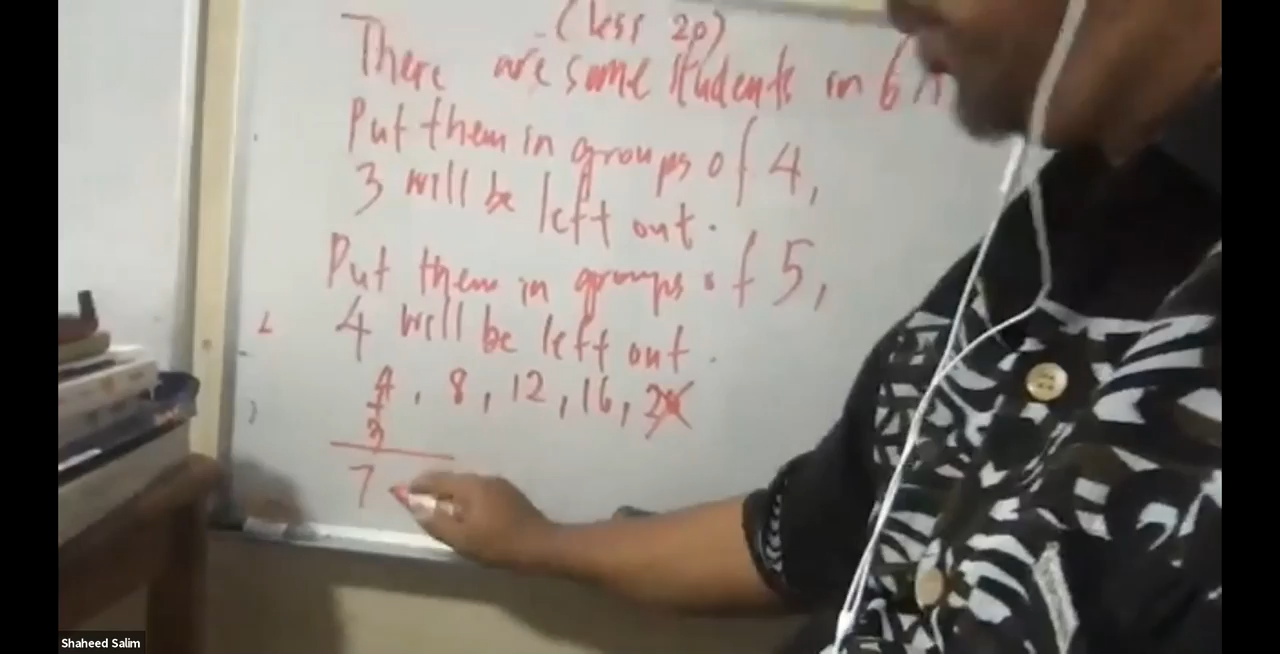 (less 20)
There are some students in 6
Put them in groups of 4,
3 will be left out.
Put them in groups of 5,
4 will be left out.
4, 8, 12, 16, 20
+
3
7
Shaheed Salim